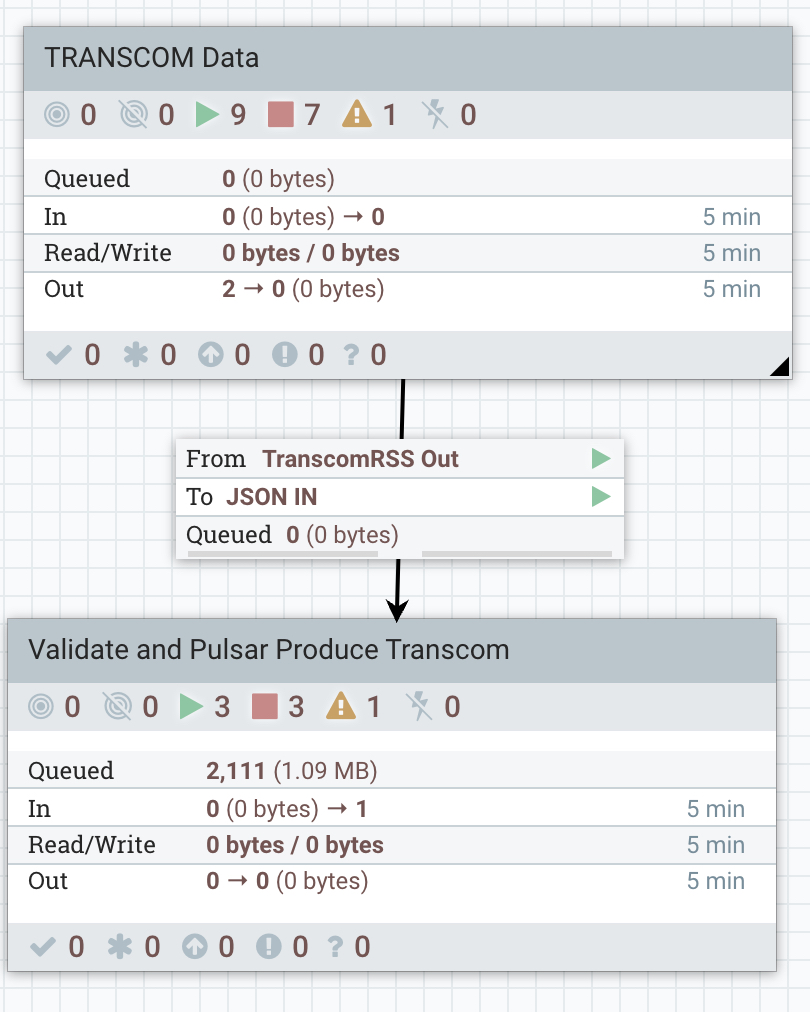 TRANSCOM Data
0 0 9 7 1 0
Queued 0 (0 bytes)
In 0 (0 bytes) → 0 5 min
Read/Write 0 bytes / 0 bytes 5 min
Out 2 → 0 (0 bytes) 5 min
0 0 0 0 ? 0
From TranscomRSS Out
To JSON IN
Queued 0 (0 bytes)
Validate and Pulsar Produce Transcom
0 0 3 3 1 0
Queued 2,111 (1.09 MB)
In 0 (0 bytes) → 1 5 min
Read/Write 0 bytes / 0 bytes 5 min
Out 0 → 0 (0 bytes) 5 min
0 0 0 0 ? 0